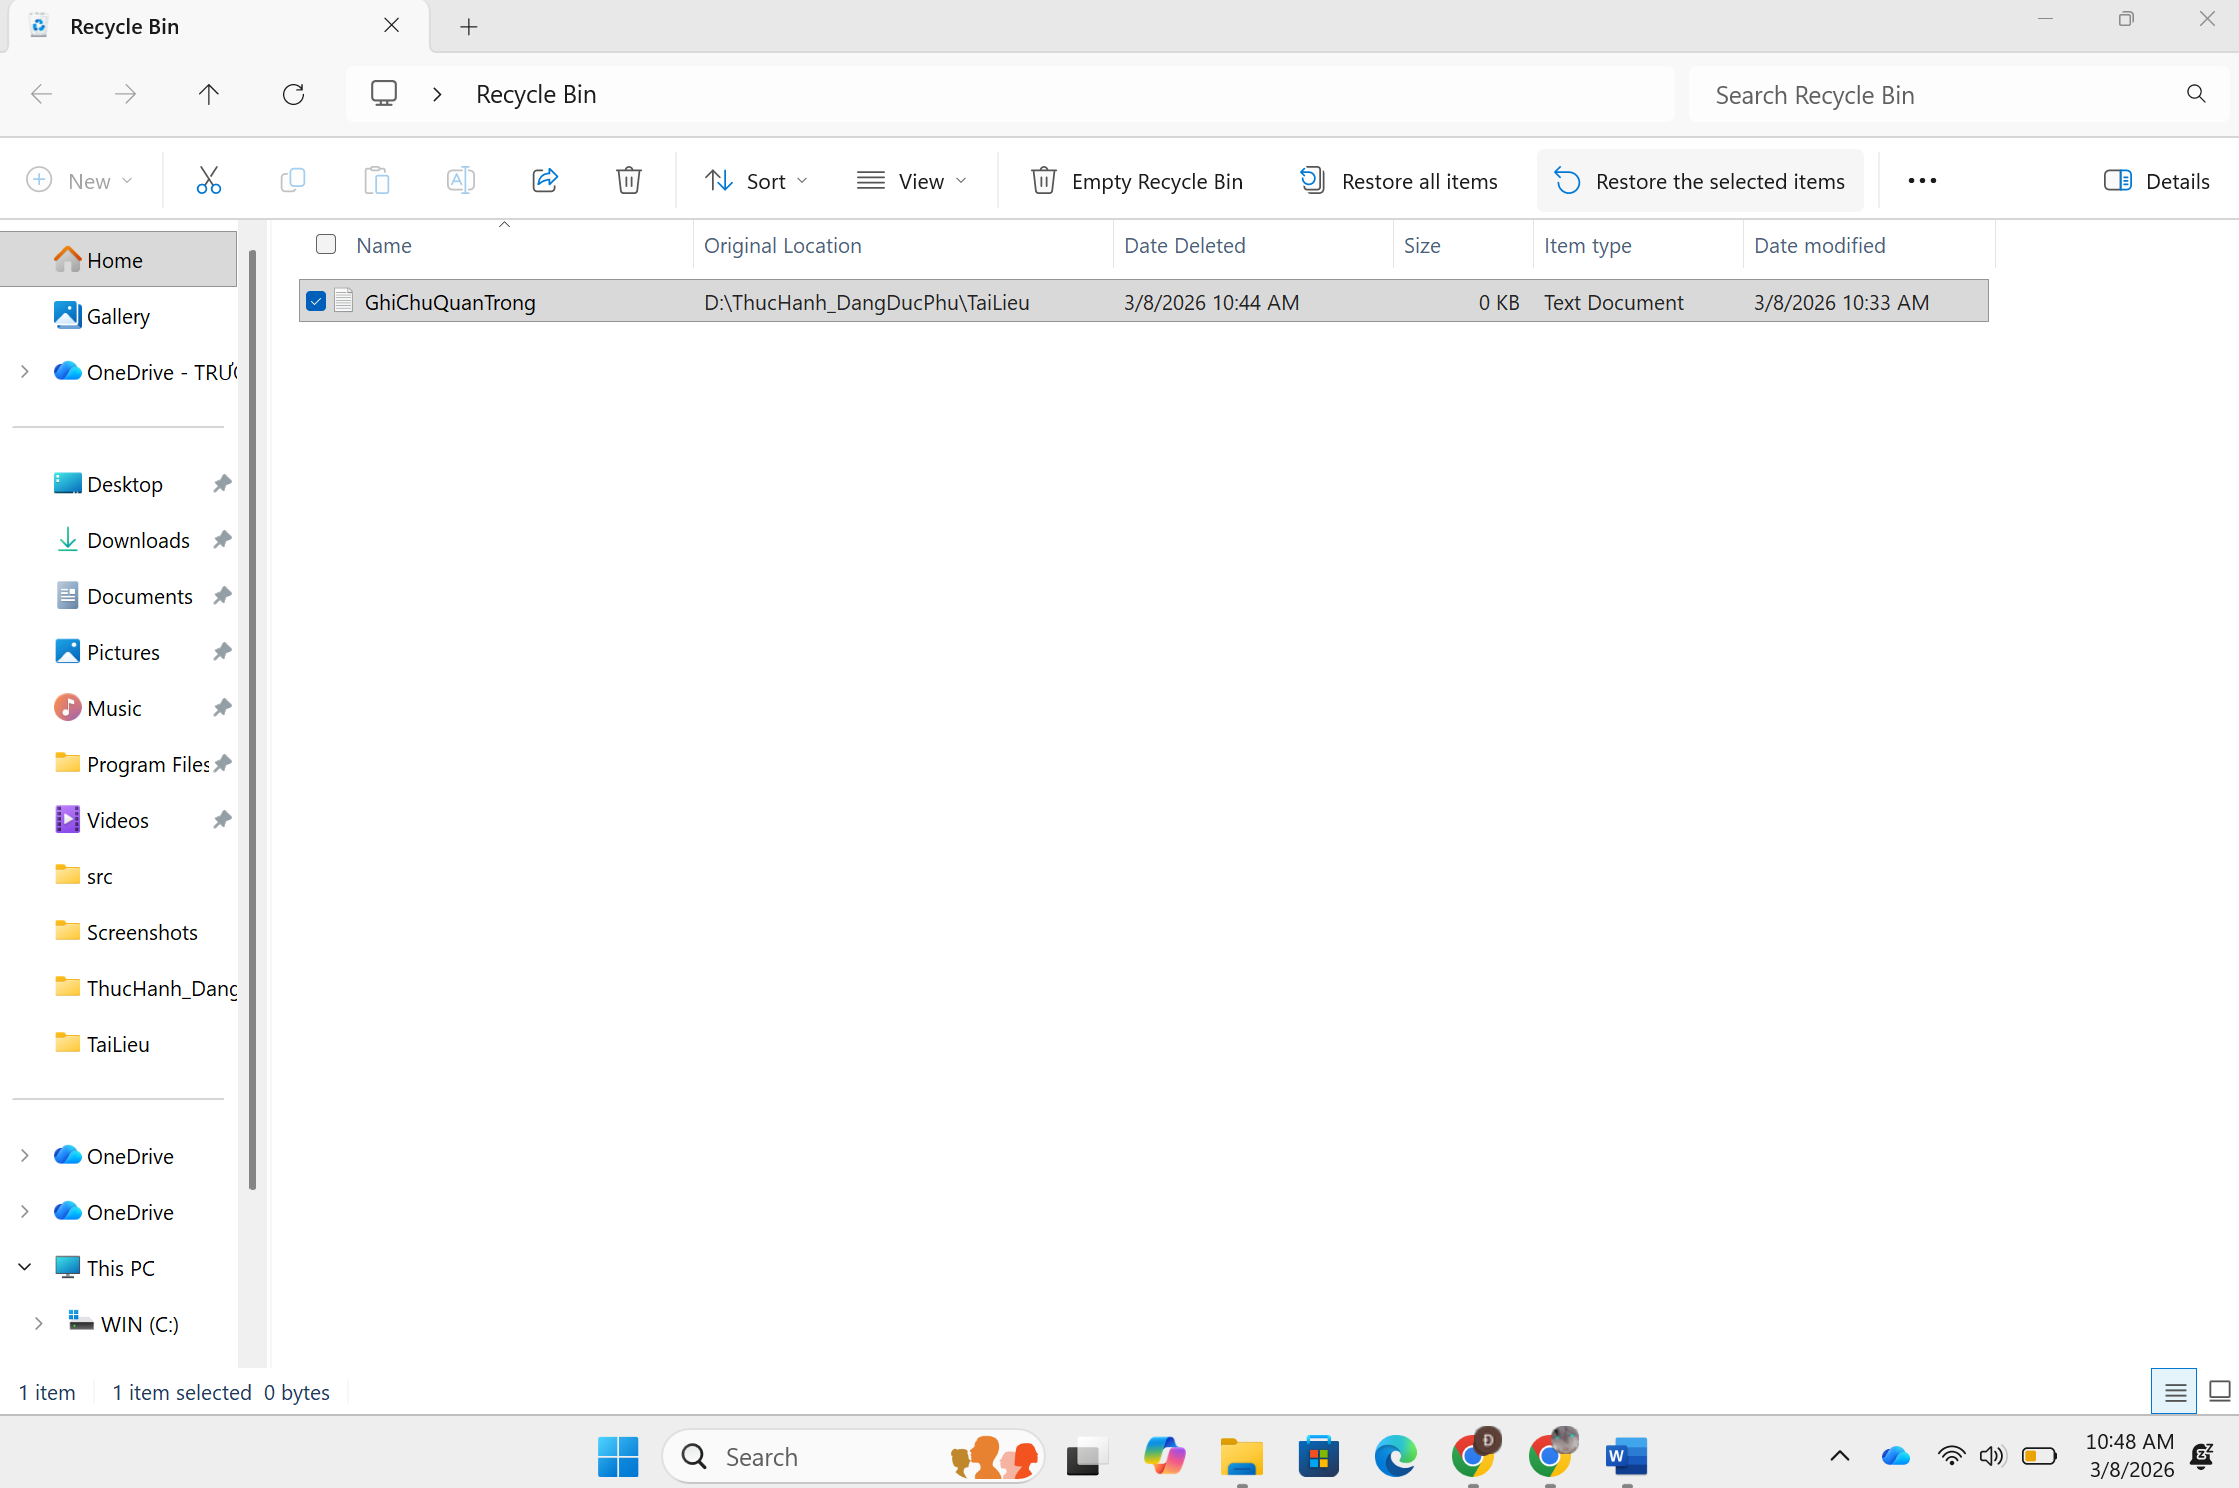 Recycle Bin
Recycle Bin
Search Recycle Bin
New
Sort
View
Empty Recycle Bin
Restore all items
Restore the selected items
Details
Name Original Location Date Deleted Size Item type Date modified
GhiChuQuanTrong D:\ThucHanh_DangDucPhu\TaiLieu 3/8/2026 10:44 AM 0 KB Text Document 3/8/2026 10:33 AM
Home
Gallery
OneDrive - TRƯ
Desktop
Downloads
Documents
Pictures
Music
Program Files
Videos
src
Screenshots
ThucHanh_Dang
TaiLieu
OneDrive
OneDrive
This PC
WIN (C:)
1 item 1 item selected 0 bytes
Search
Đ
W
10:48 AM
3/8/2026